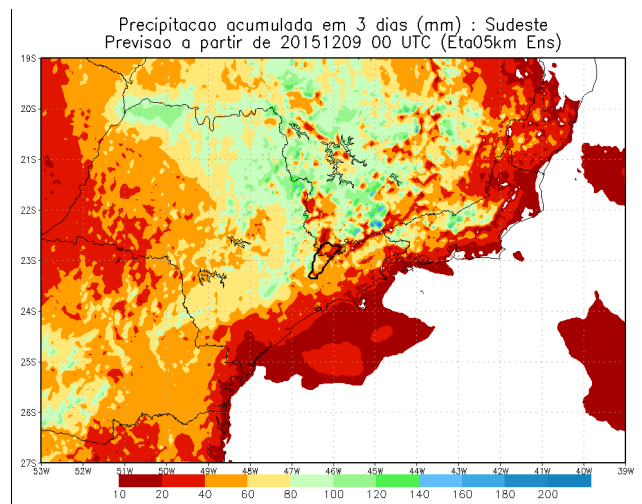 Precipitacao acumulada em 3 dias (mm) : Sudeste
Previsao a partir de 20151209 00 UTC (Eta05km Ens)
19S
20S
21S
22S
23S
24S
25S
26S
27S
53W 52W 51W 50W 49W 48W 47W 46W 45W 44W 43W 42W 41W 40W 39W
10 20 40 60 80 100 120 140 160 180 200